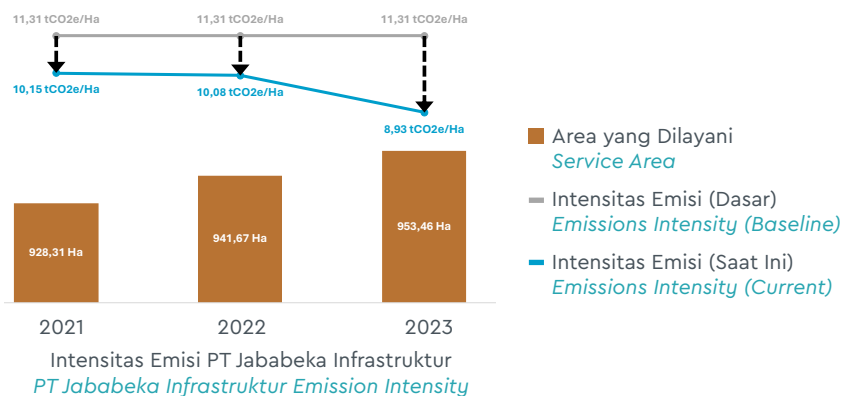 11,31 tCO2e/Ha
11,31 tCO2e/Ha
11,31 tCO2e/Ha
10,15 tCO2e/Ha
10,08 tCO2e/Ha
8,93 tCO2e/Ha
928,31 Ha
941,67 Ha
953,46 Ha
2021
2022
2023
Intensitas Emisi PT Jababeka Infrastruktur
PT Jababeka Infrastruktur Emission Intensity
Area yang Dilayani
Service Area
Intensitas Emisi (Dasar)
Emissions Intensity (Baseline)
Intensitas Emisi (Saat Ini)
Emissions Intensity (Current)